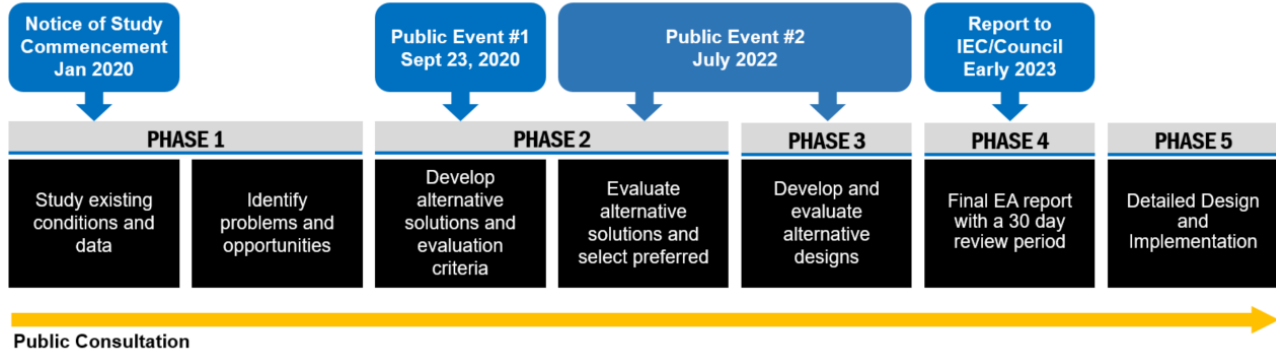 Notice of Study
Commencement
Jan 2020
Public Event #1
Sept 23, 2020
Public Event #2
July 2022
Report to
IEC/Council
Early 2023
PHASE 1
PHASE 2
PHASE 3
PHASE 4
PHASE 5
Study existing
conditions and
data
Identify
problems and
opportunities
Develop
alternative
solutions and
evaluation
criteria
Evaluate
alternative
solutions and
select preferred
Develop and
evaluate
alternative
designs
Final EA report
with a 30 day
review period
Detailed Design
and
Implementation
Public Consultation